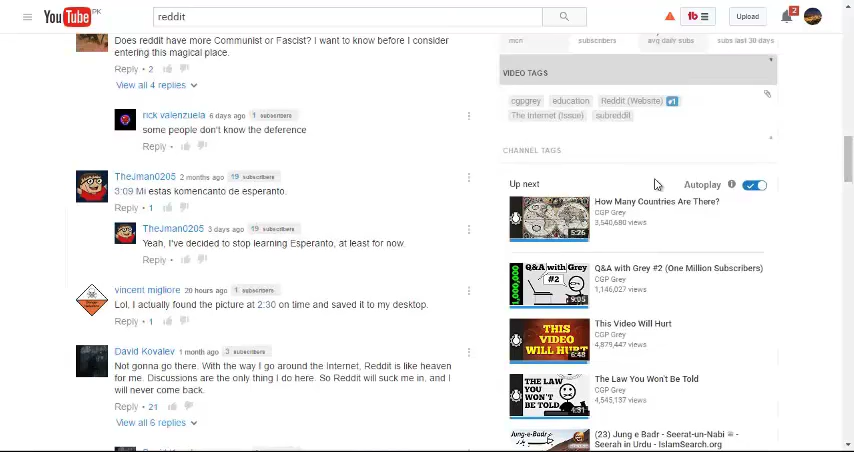 YouTube PK
reddit
Upload
2
Does reddit have more Communist or Fascist? I want to know before I consider
entering this magical place.
Reply • 2
View all 4 replies
rick valenzuela 6 days ago 1 subscribers
some people don't know the deference
Reply •
TheJman0205 2 months ago 19 subscribers
3:09 Mi estas komencanto de esperanto.
Reply • 1
TheJman0205 3 days ago 19 subscribers
Yeah, I've decided to stop learning Esperanto, at least for now.
Reply •
vincent migliore 20 hours ago 1 subscribers
Lol, I actually found the picture at 2:30 on time and saved it to my desktop.
Reply • 1
David Kovalev 1 month ago 3 subscribers
Not gonna go there. With the way I go around the Internet, Reddit is like heaven
for me. Discussions are the only thing I do here. So Reddit will suck me in, and I
will never come back.
Reply • 21
View all 6 replies
mcn subscribers avg daily subs subs last 30 days
VIDEO TAGS
cgpgrey education Reddit (Website) #1
The Internet (Issue) subreddit
CHANNEL TAGS
Up next Autoplay
How Many Countries Are There?
CGP Grey
3,540,680 views
5:26
Q&A with Grey #2 (One Million Subscribers)
CGP Grey
1,146,027 views
1,000,000
Q&A with Grey
#2
9:05
This Video Will Hurt
CGP Grey
4,879,447 views
THIS
VIDEO
WILL HURT
6:48
The Law You Won't Be Told
CGP Grey
4,545,137 views
THE LAW
YOU
WON'T BE
TOLD
4:31
(23) Jung e Badr - Seerat-un-Nabi ﷺ -
Seerah in Urdu - IslamSearch.org
Jung-e-Badr